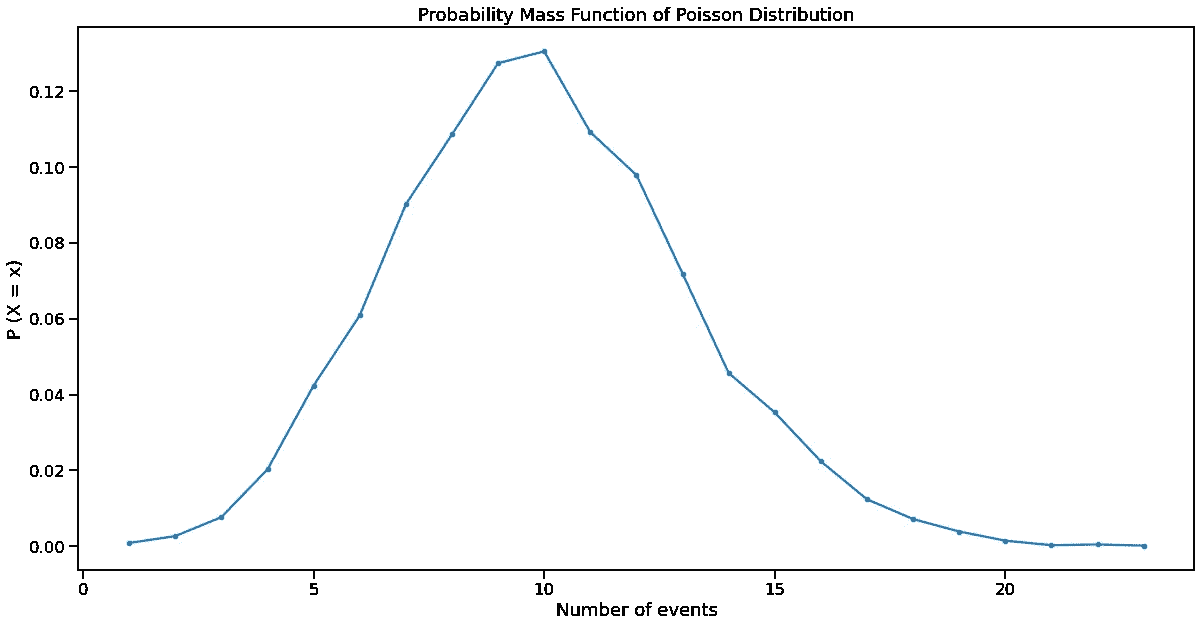 Probability Mass Function of Poisson Distribution
0.12
0.10
0.08
0.06
0.04
0.02
0.00
P (X = x)
0 5 10 15 20
Number of events